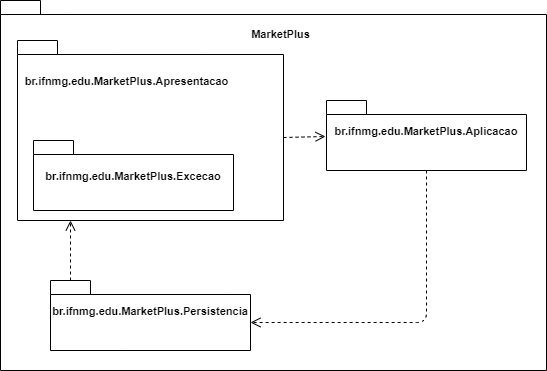 MarketPlus
br.ifnmg.edu.MarketPlus.Apresentacao
br.ifnmg.edu.MarketPlus.Aplicacao
br.ifnmg.edu.MarketPlus.Excecao
br.ifnmg.edu.MarketPlus.Persistencia